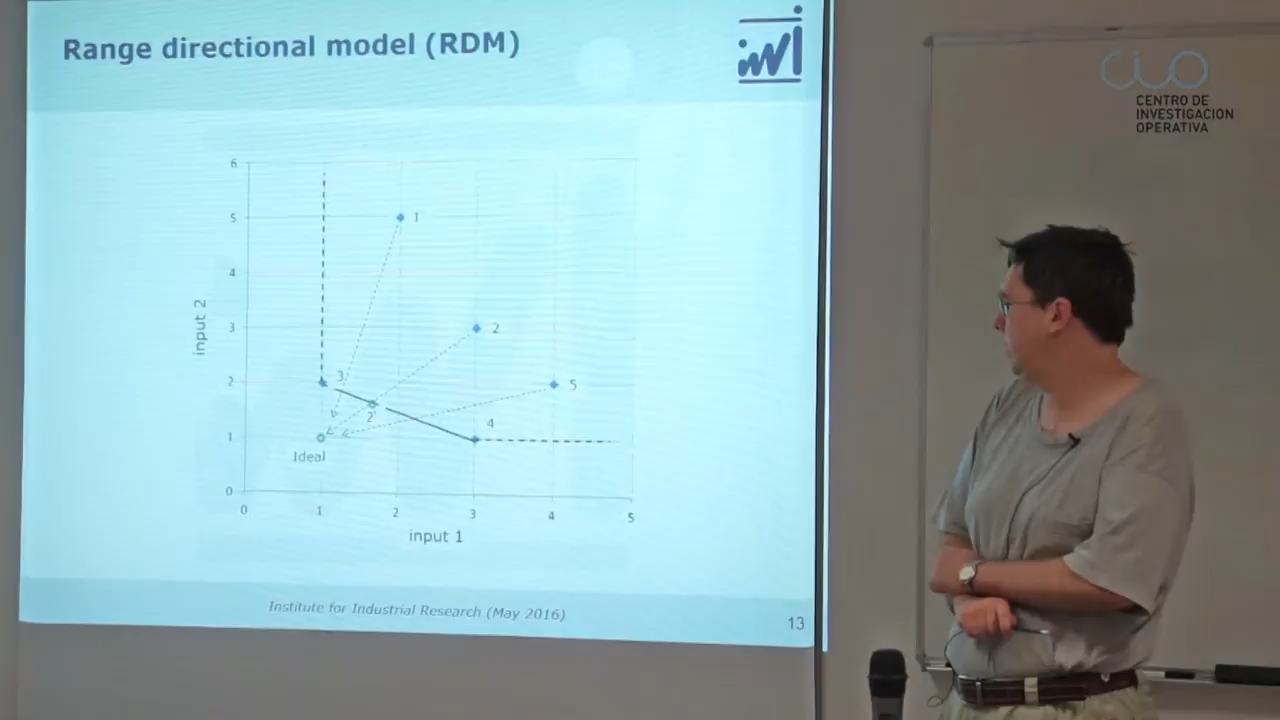 Range directional model (RDM)
CENTRO DE
INVESTIGACION
OPERATIVA
6
5
4
3
2
1
0
input 2
1
2
3
2'
4
5
Ideal
0
1
2
3
4
5
input 1
Institute for Industrial Research (May 2016)
13